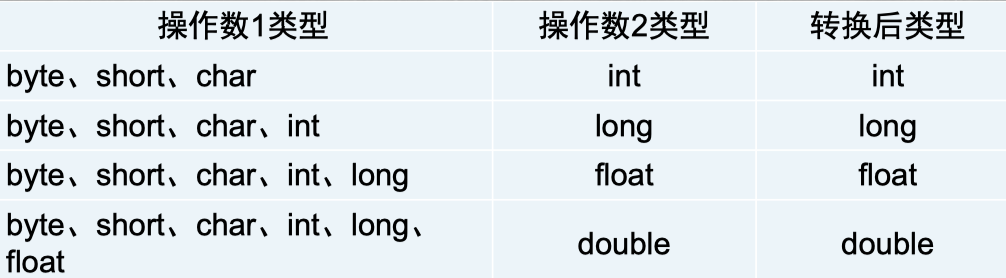 操作数1类型 操作数2类型 转换后类型
byte、short、char int int
byte、short、char、int long long
byte、short、char、int、long float float
byte、short、char、int、long、
float double double